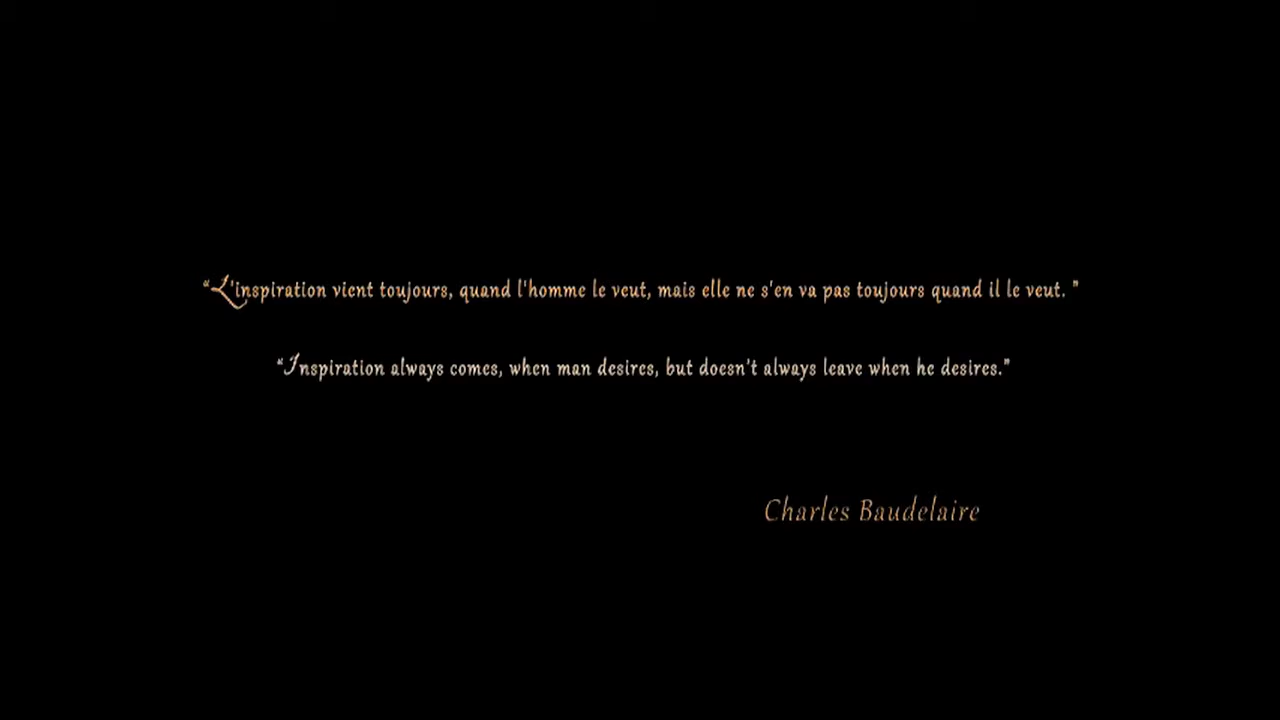 “L'inspiration vient toujours, quand l'homme le veut, mais elle ne s'en va pas toujours quand il le veut. ”
“Inspiration always comes, when man desires, but doesn't always leave when he desires.”
Charles Baudelaire